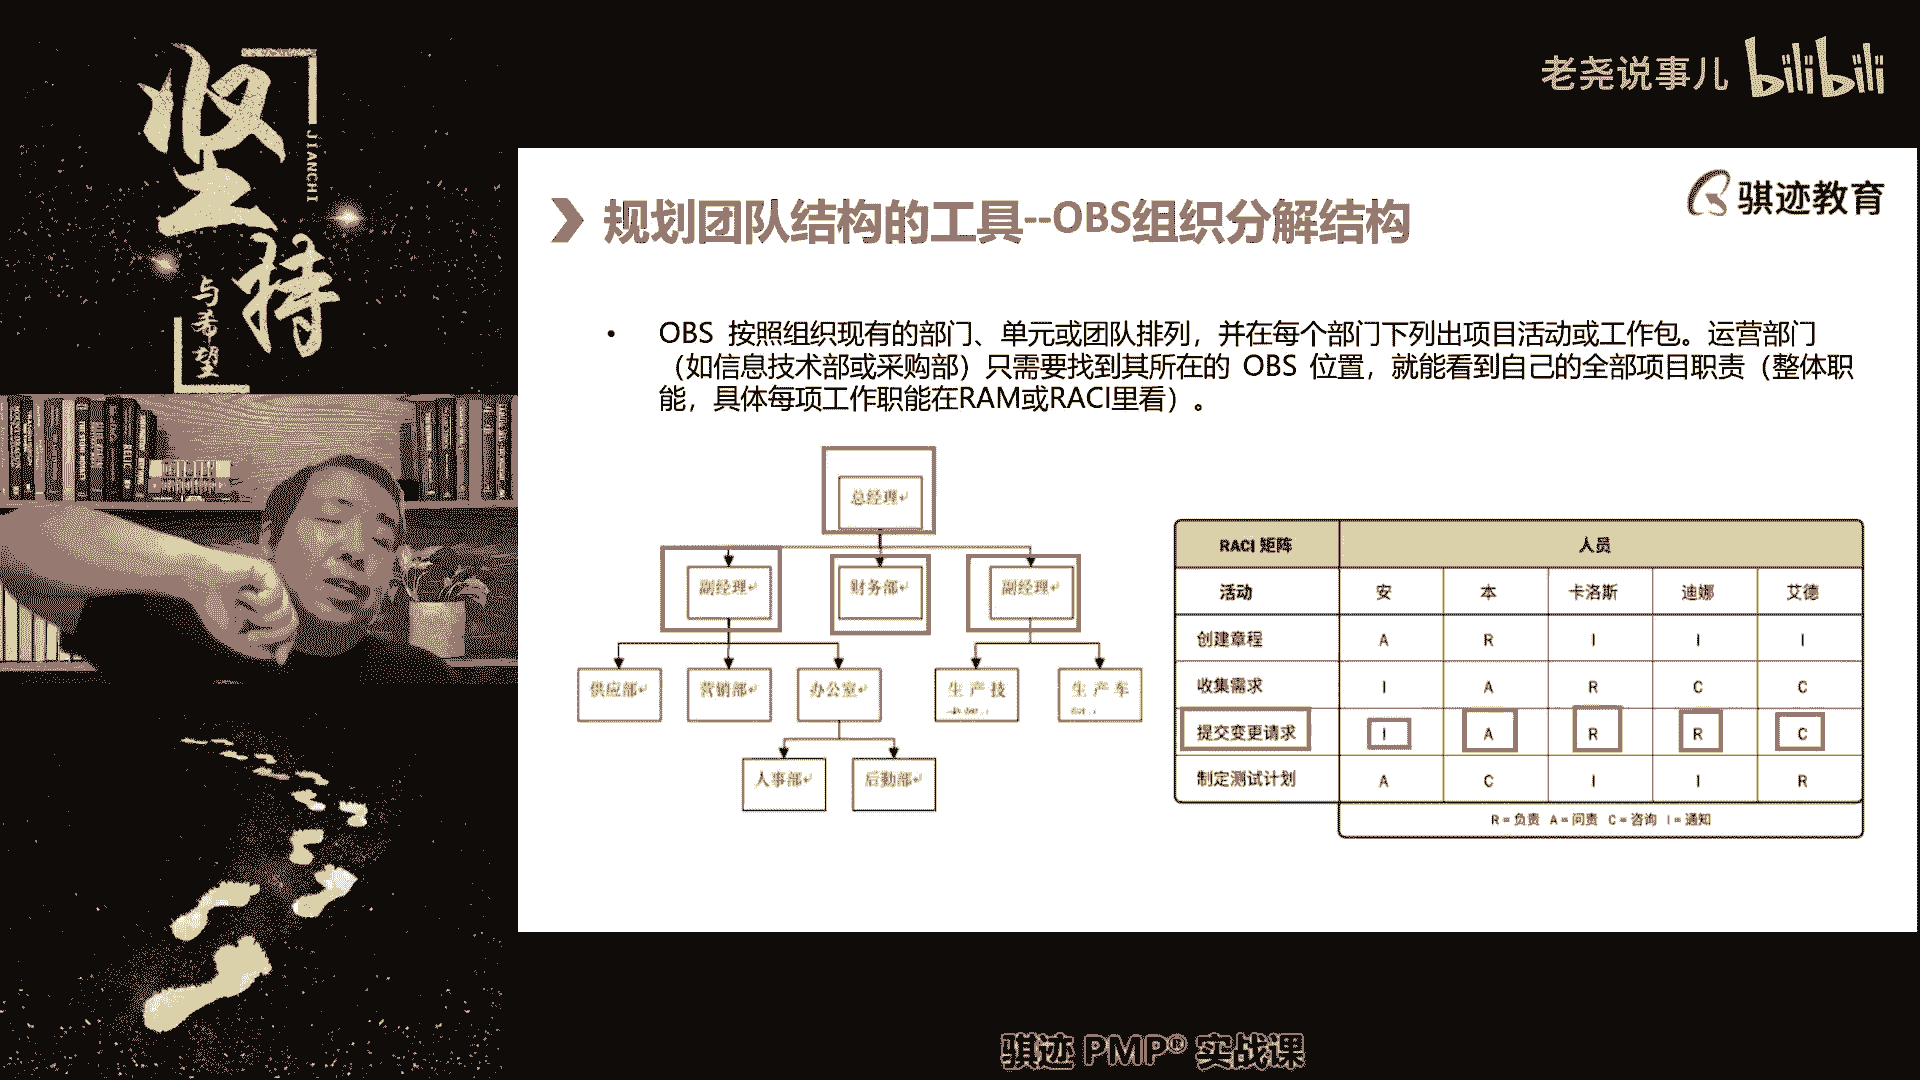 坚持
JIANCHI
与希望
老尧说事儿 bilibili
骐迹教育
规划团队结构的工具--OBS组织分解结构
• OBS 按照组织现有的部门、单元或团队排列，并在每个部门下列出项目活动或工作包。运营部门
（如信息技术部或采购部）只需要找到其所在的 OBS 位置，就能看到自己的全部项目职责（整体职
能，具体每项工作职能在RAM或RACI里看）。
总经理
副经理 财务部 副经理
供应部 营销部 办公室 生产技 生产车
人事部 后勤部
RACI 矩阵 人员
活动 安 本 卡洛斯 迪娜 艾德
创建章程 A R I I I
收集需求 I A R C C
提交变更请求 I A R R C
制定测试计划 A C I I R
R = 负责 A = 问责 C = 咨询 I = 通知
骐迹 PMP® 实战课